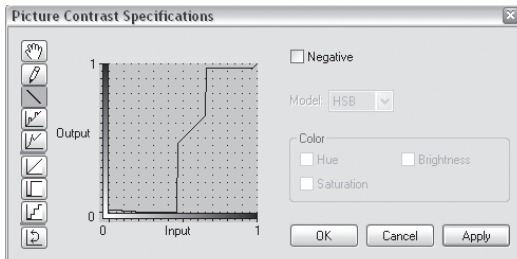 Picture Contrast Specifications
Negative
Model: HSB
Color
Hue
Brightness
Saturation
1
Output
0
0
Input
1
OK
Cancel
Apply